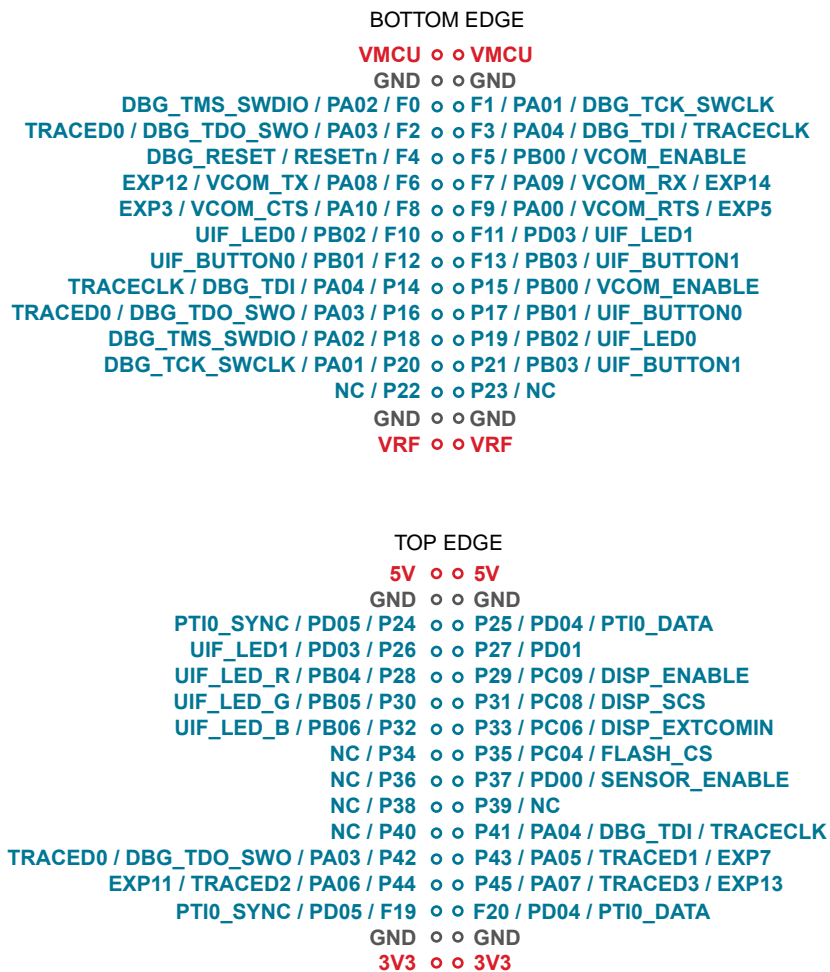 BOTTOM EDGE
VMCU VMCU
GND GND
DBG_TMS_SWDIO / PA02 / F0 F1 / PA01 / DBG_TCK_SWCLK
TRACED0 / DBG_TDO_SWO / PA03 / F2 F3 / PA04 / DBG_TDI / TRACECLK
DBG_RESET / RESETn / F4 F5 / PB00 / VCOM_ENABLE
EXP12 / VCOM_TX / PA08 / F6 F7 / PA09 / VCOM_RX / EXP14
EXP3 / VCOM_CTS / PA10 / F8 F9 / PA00 / VCOM_RTS / EXP5
UIF_LED0 / PB02 / F10 F11 / PD03 / UIF_LED1
UIF_BUTTON0 / PB01 / F12 F13 / PB03 / UIF_BUTTON1
TRACECLK / DBG_TDI / PA04 / P14 P15 / PB00 / VCOM_ENABLE
TRACED0 / DBG_TDO_SWO / PA03 / P16 P17 / PB01 / UIF_BUTTON0
DBG_TMS_SWDIO / PA02 / P18 P19 / PB02 / UIF_LED0
DBG_TCK_SWCLK / PA01 / P20 P21 / PB03 / UIF_BUTTON1
NC / P22 P23 / NC
GND GND
VRF VRF
TOP EDGE
5V 5V
GND GND
PTI0_SYNC / PD05 / P24 P25 / PD04 / PTI0_DATA
UIF_LED1 / PD03 / P26 P27 / PD01
UIF_LED_R / PB04 / P28 P29 / PC09 / DISP_ENABLE
UIF_LED_G / PB05 / P30 P31 / PC08 / DISP_SCS
UIF_LED_B / PB06 / P32 P33 / PC06 / DISP_EXTCOMIN
NC / P34 P35 / PC04 / FLASH_CS
NC / P36 P37 / PD00 / SENSOR_ENABLE
NC / P38 P39 / NC
NC / P40 P41 / PA04 / DBG_TDI / TRACECLK
TRACED0 / DBG_TDO_SWO / PA03 / P42 P43 / PA05 / TRACED1 / EXP7
EXP11 / TRACED2 / PA06 / P44 P45 / PA07 / TRACED3 / EXP13
PTI0_SYNC / PD05 / F19 F20 / PD04 / PTI0_DATA
GND GND
3V3 3V3